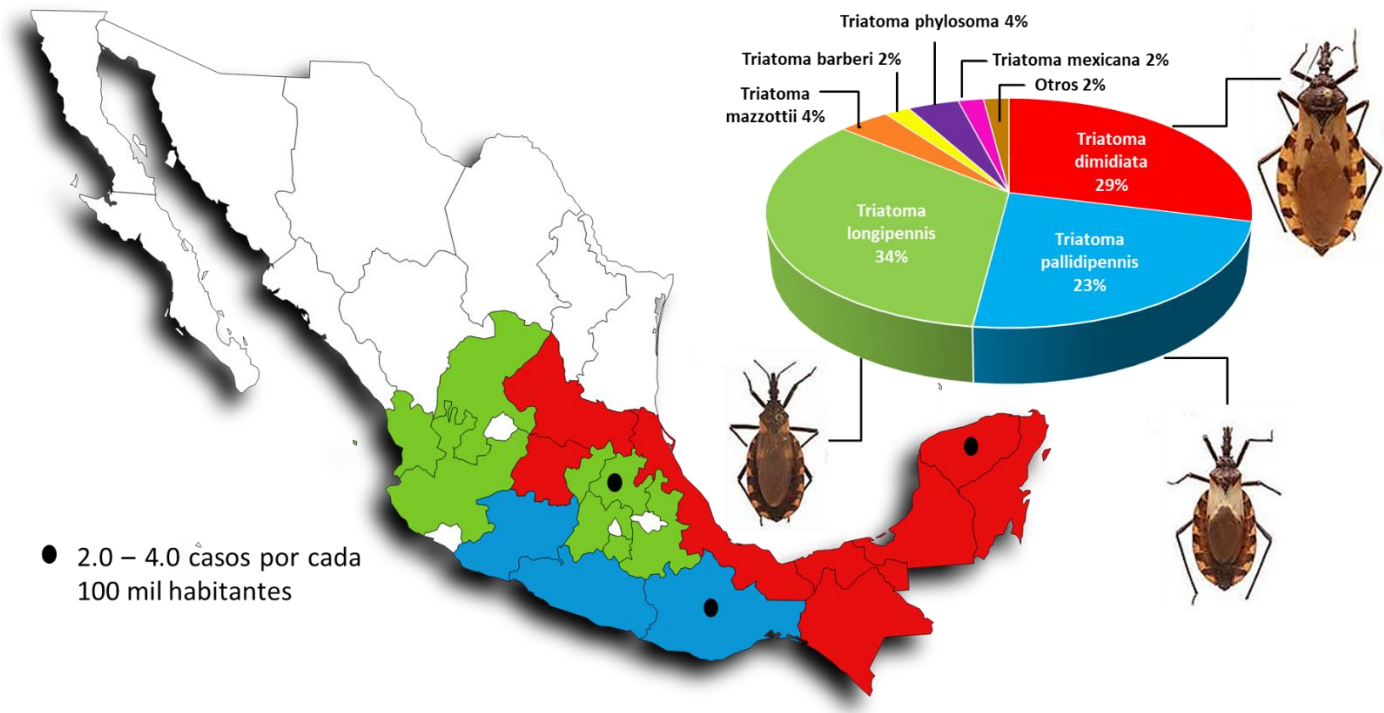 Triatoma phylosoma 4%
Triatoma barberi 2%
Triatoma mexicana 2%
Otros 2%
Triatoma
mazzottii 4%
Triatoma
dimidiata
29%
Triatoma
longipennis
34%
Triatoma
pallidipennis
23%
2.0 – 4.0 casos por cada
100 mil habitantes